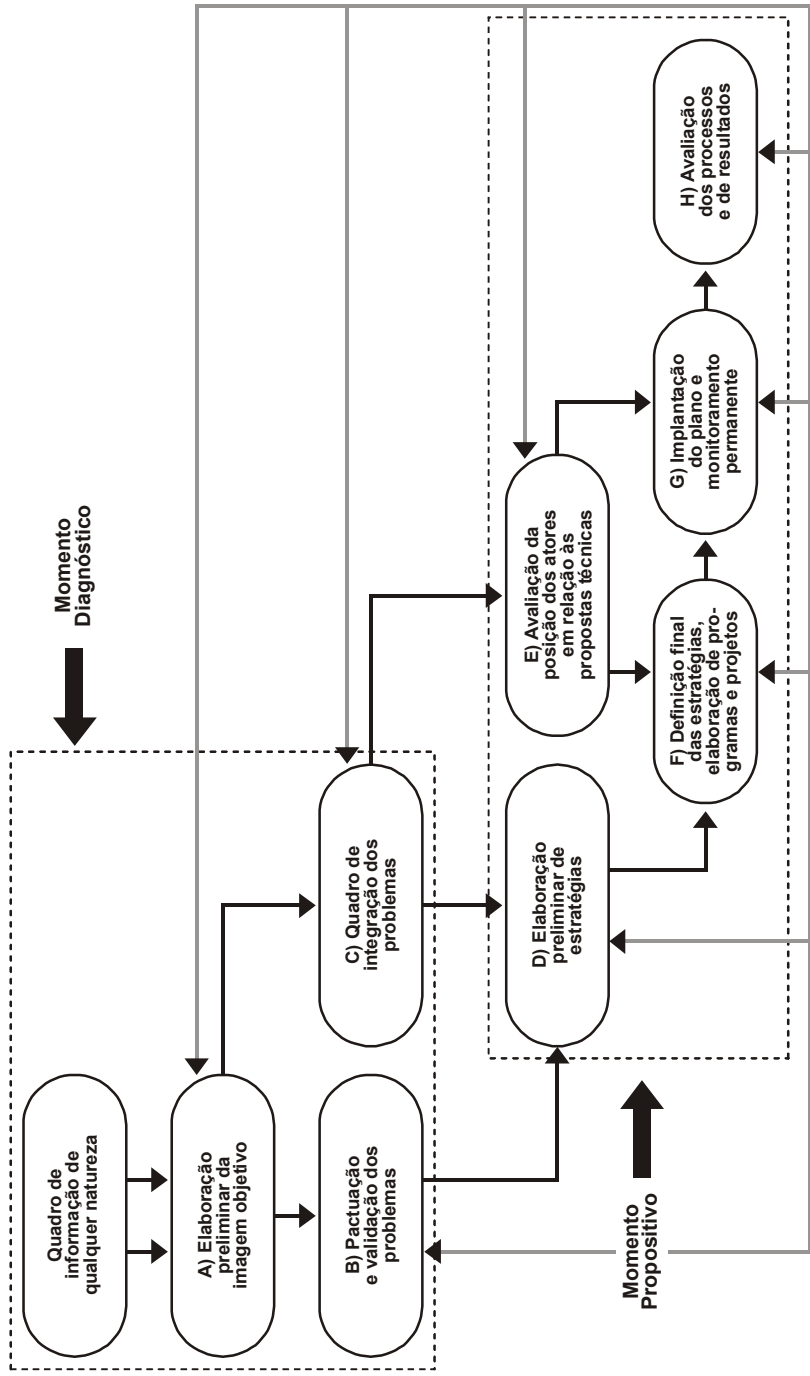 Momento
Diagnóstico
Quadro de
informação de
qualquer natureza
A) Elaboração
preliminar da
imagem objetivo
B) Pactuação
e validação dos
problemas
C) Quadro de
integração dos
problemas
Momento
Propositivo
D) Elaboração
preliminar de
estratégias
E) Avaliação da
posição dos atores
em relação às
propostas técnicas
F) Definição final
das estratégias,
elaboração de pro-
gramas e projetos
G) Implantação
do plano e
monitoramento
permanente
H) Avaliação
dos processos
e de resultados